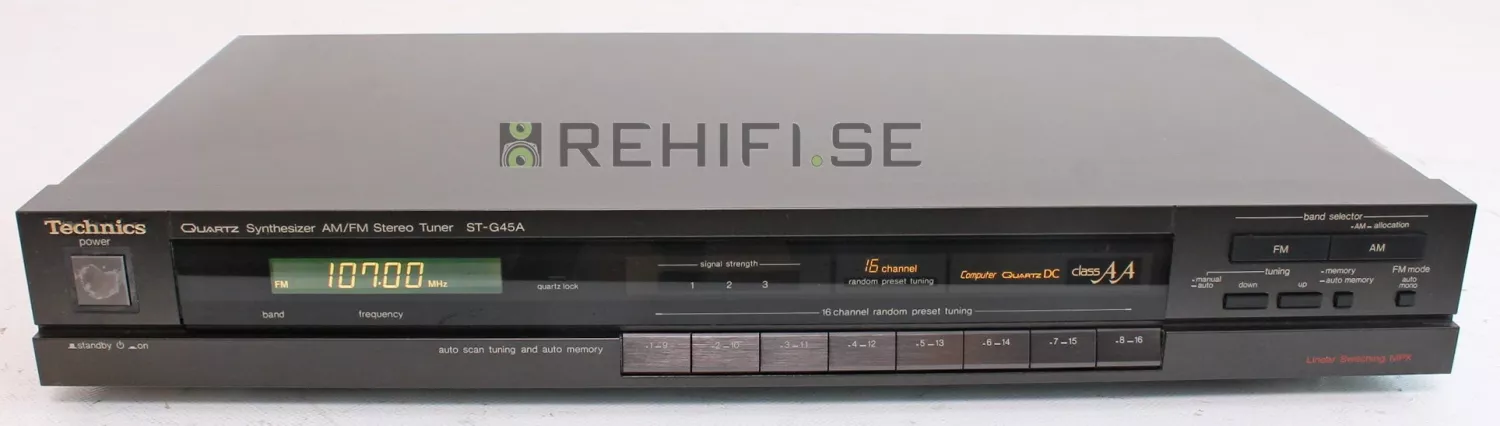 REHIFI.SE
Technics
power
QUARTZ Synthesizer AM/FM Stereo Tuner ST-G45A
FM 107.00 MHz
band frequency
quartz lock
signal strength
1 2 3
16 channel
random preset tuning
Computer QUARTZ DC
class AA
16 channel random preset tuning
band selector
AM allocation
FM AM
manual
auto
tuning
down up
memory
auto memory
FM mode
auto
mono
standby on
auto scan tuning and auto memory
1-9 2-10 3-11 4-12 5-13 6-14 7-15 8-16
Linear Switching MPX